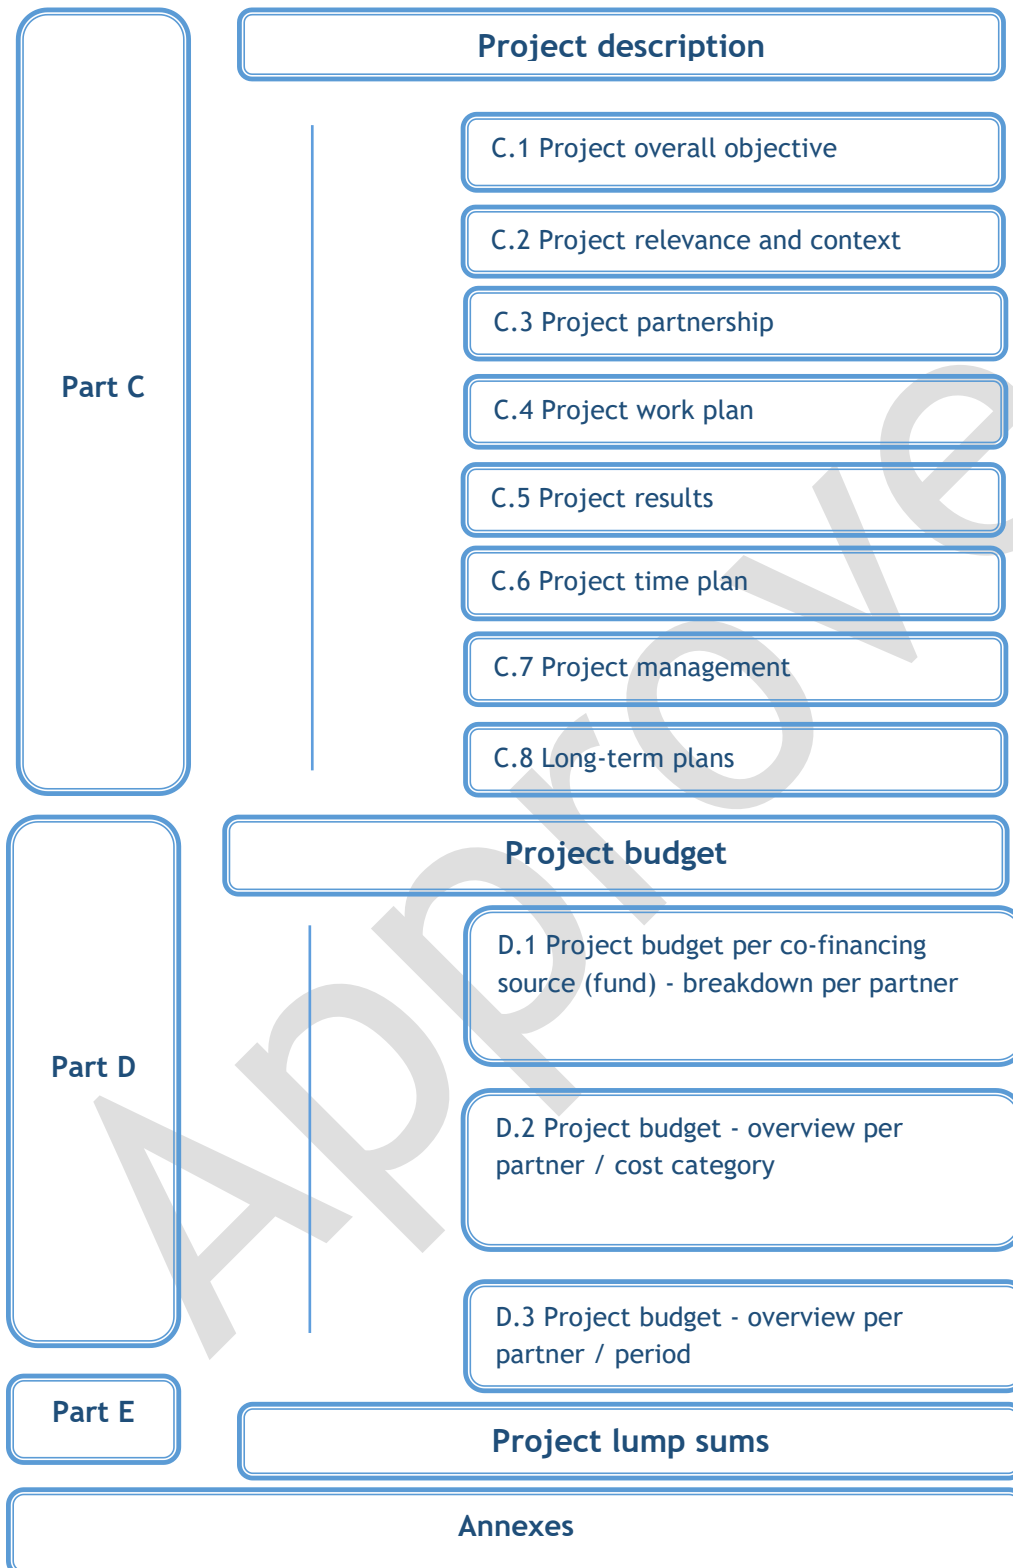 Project description
C.1 Project overall objective
C.2 Project relevance and context
C.3 Project partnership
Part C
C.4 Project work plan
C.5 Project results
C.6 Project time plan
C.7 Project management
C.8 Long-term plans
Project budget
D.1 Project budget per co-financing
source (fund) - breakdown per partner
Part D
D.2 Project budget - overview per
partner / cost category
D.3 Project budget - overview per
partner / period
Part E
Project lump sums
Annexes
Approve